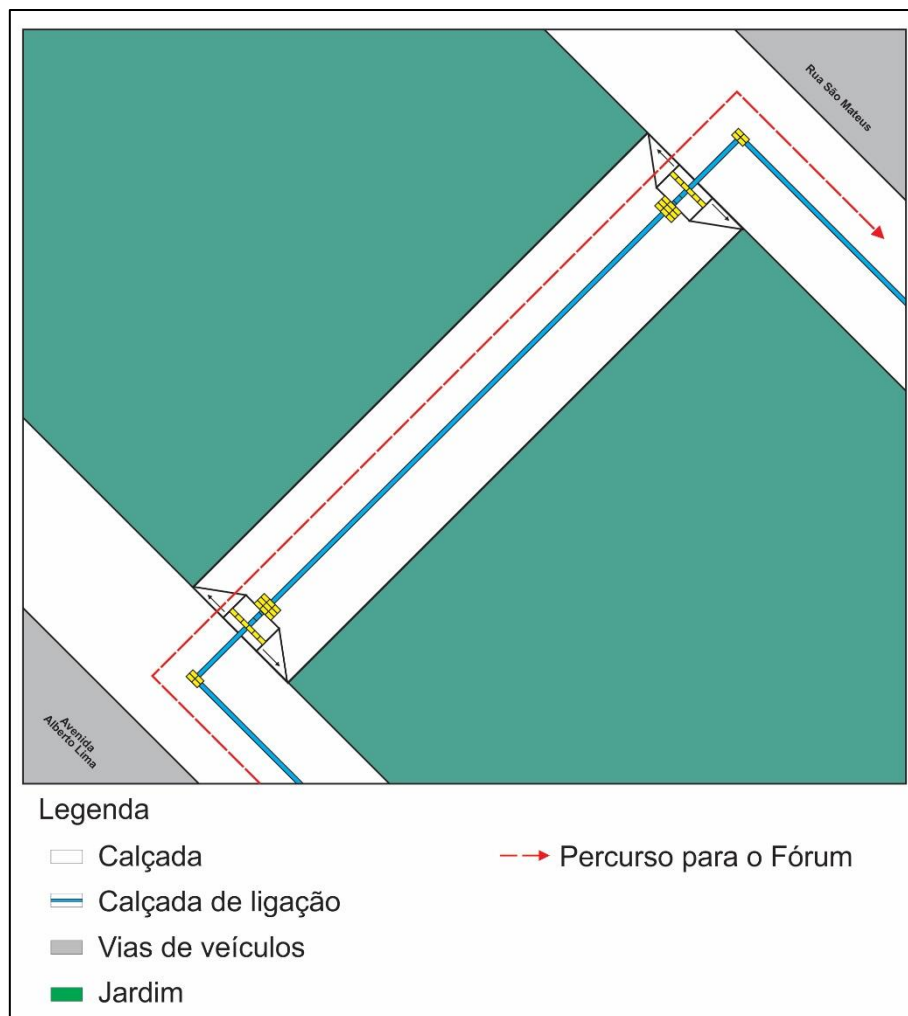 Rua São Mateus
Avenida
Alberto Lima
Legenda
Calçada
Calçada de ligação
Vias de veículos
Jardim
Percurso para o Fórum